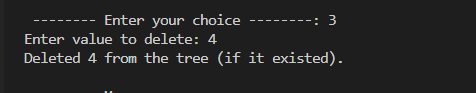 -------- Enter your choice --------: 3
Enter value to delete: 4
Deleted 4 from the tree (if it existed).